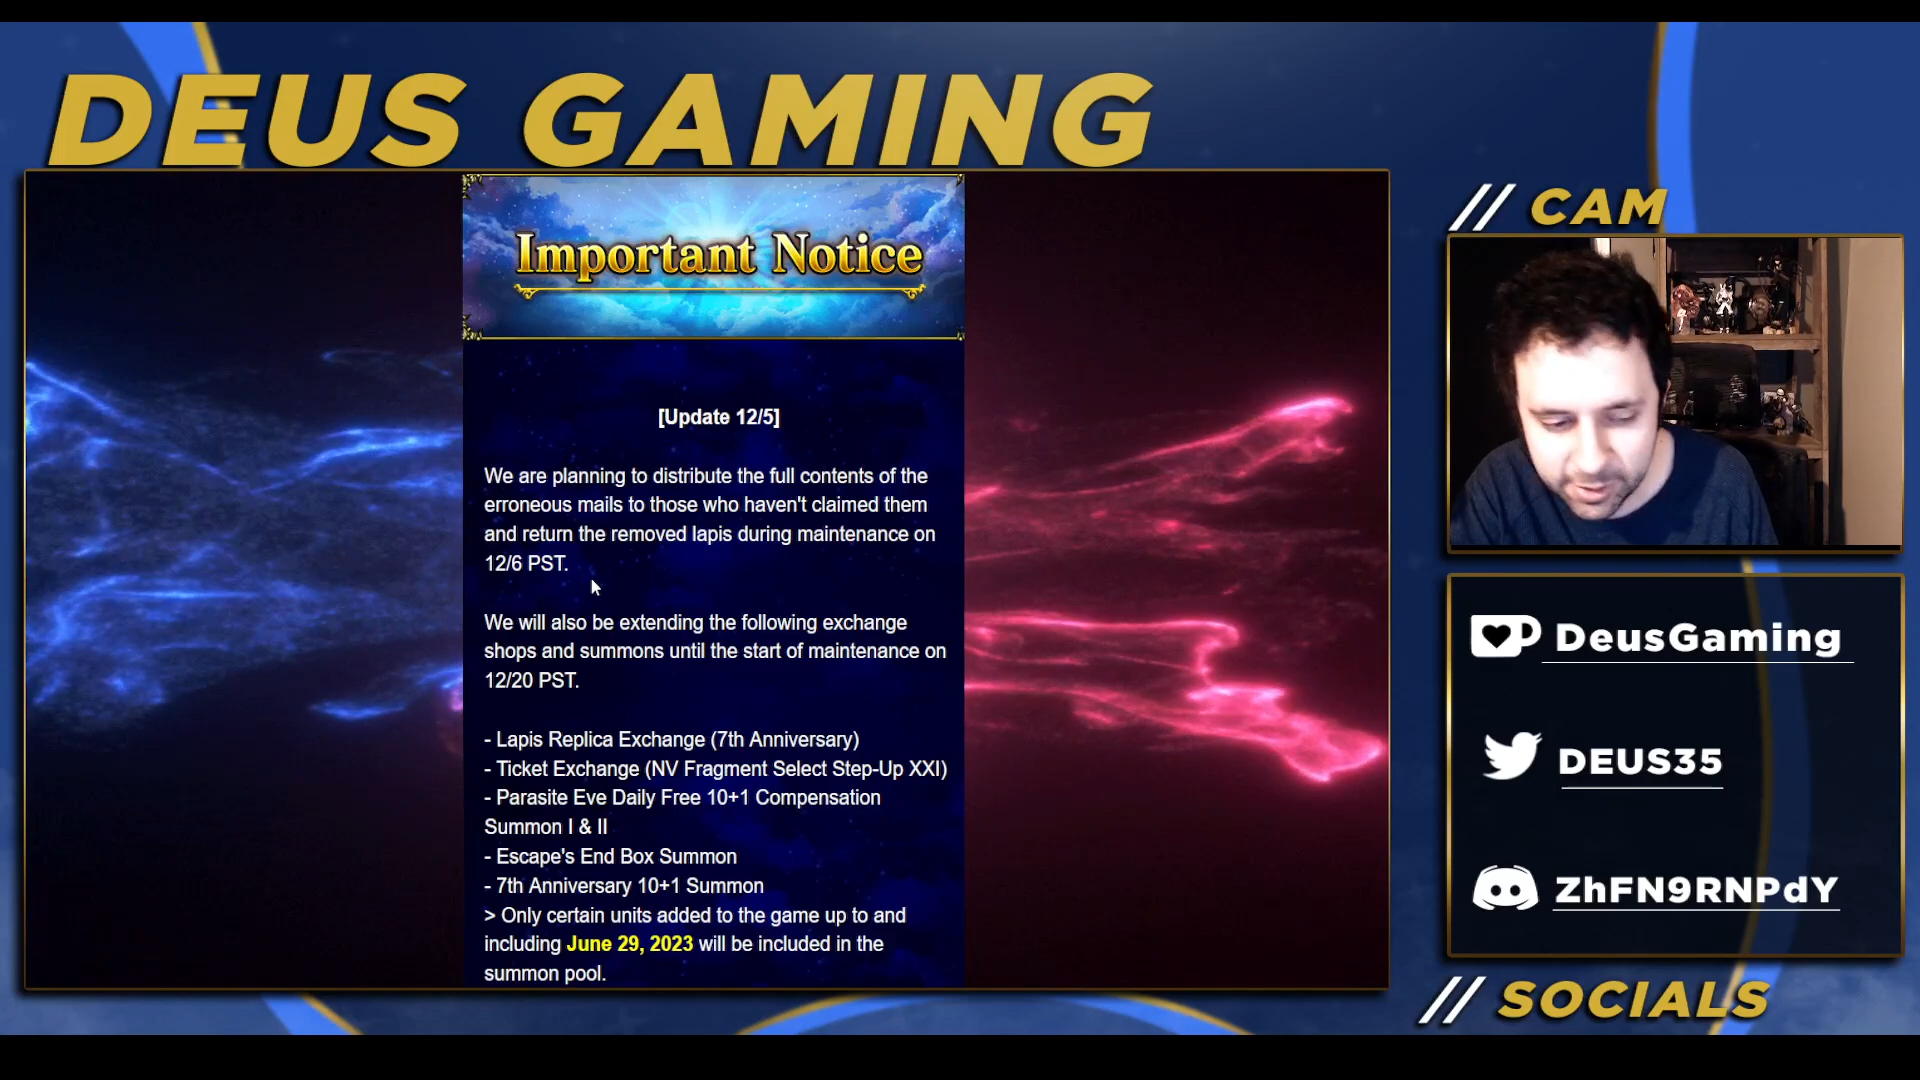 DEUS GAMING
// CAM
Important Notice
[Update 12/5]
We are planning to distribute the full contents of the
erroneous mails to those who haven't claimed them
and return the removed lapis during maintenance on
12/6 PST.
We will also be extending the following exchange
shops and summons until the start of maintenance on
12/20 PST.
- Lapis Replica Exchange (7th Anniversary)
- Ticket Exchange (NV Fragment Select Step-Up XXI)
- Parasite Eve Daily Free 10+1 Compensation
Summon I & II
- Escape's End Box Summon
- 7th Anniversary 10+1 Summon
> Only certain units added to the game up to and
including June 29, 2023 will be included in the
summon pool.
DeusGaming
DEUS35
ZhFN9RNPdY
// SOCIALS